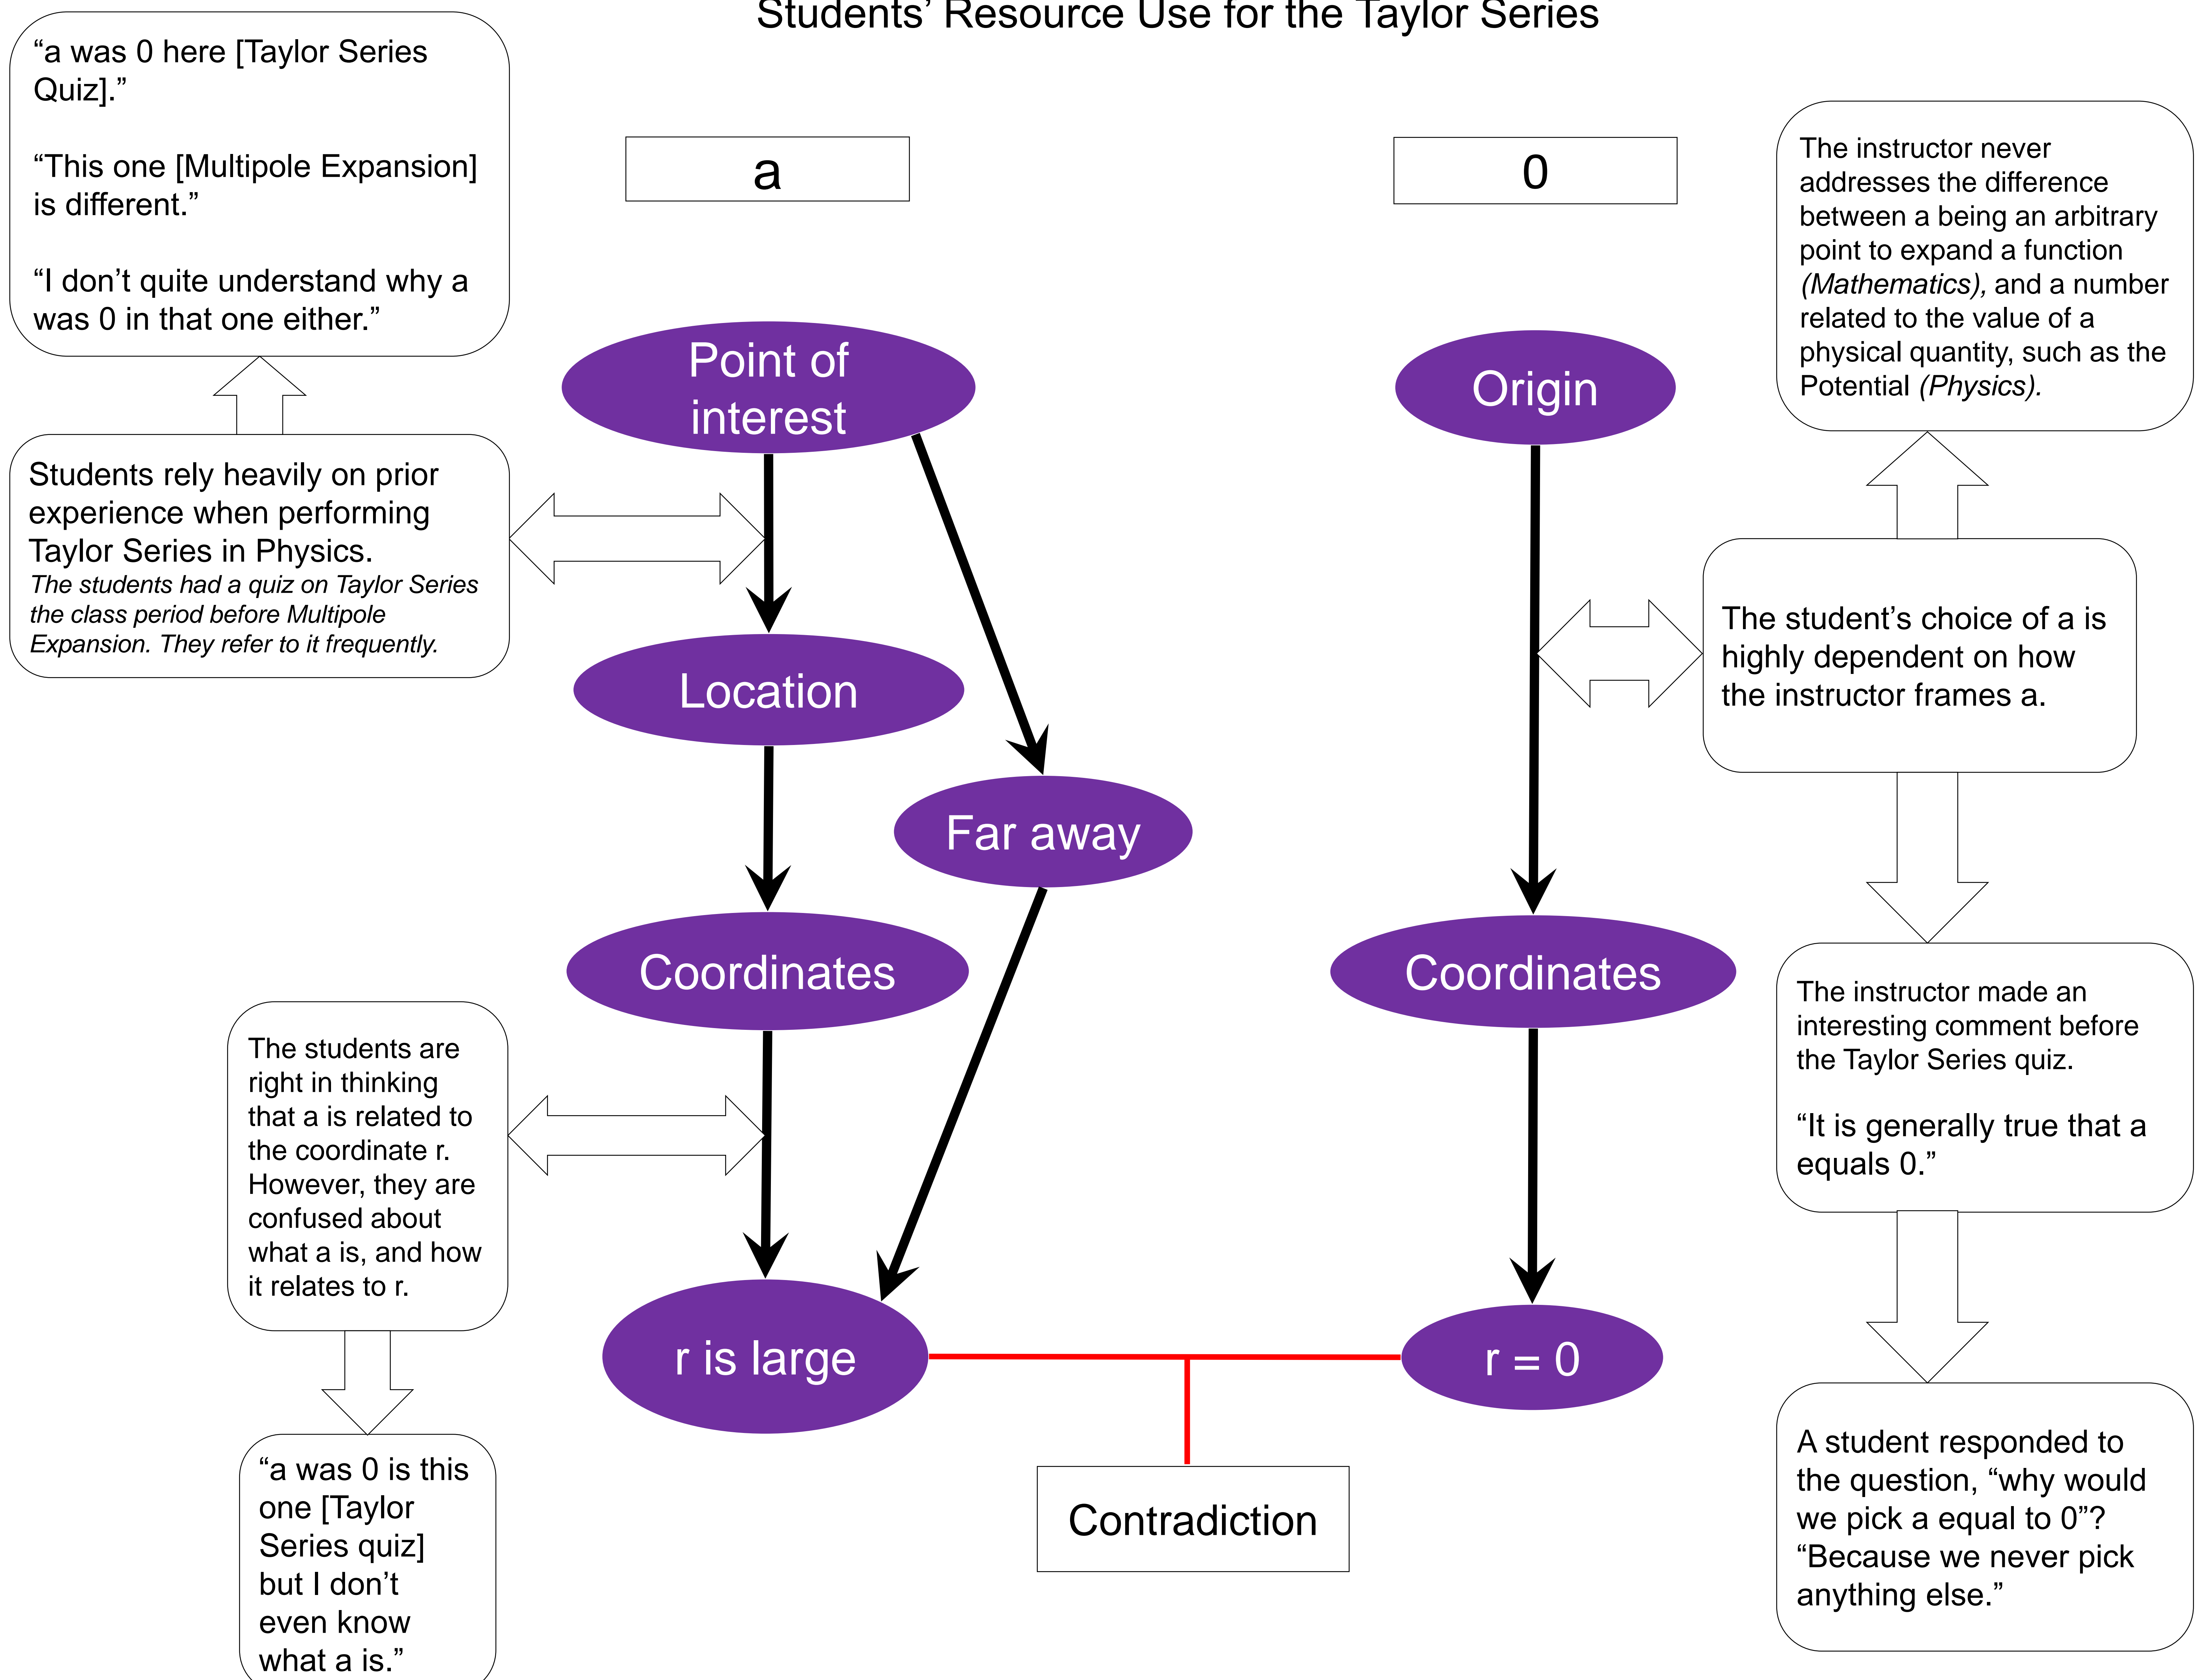 Students’ Resource Use for the Taylor Series
“a was 0 here [Taylor Series
Quiz].”
“This one [Multipole Expansion]
is different.”
“I don’t quite understand why a
was 0 in that one either.”
Students rely heavily on prior
experience when performing
Taylor Series in Physics.
The students had a quiz on Taylor Series
the class period before Multipole
Expansion. They refer to it frequently.
The students are
right in thinking
that a is related to
the coordinate r.
However, they are
confused about
what a is, and how
it relates to r.
“a was 0 is this
one [Taylor
Series quiz]
but I don’t
even know
what a is.”
a
Point of
interest
Location
Far away
Coordinates
r is large
0
Origin
Coordinates
r = 0
Contradiction
The instructor never
addresses the difference
between a being an arbitrary
point to expand a function
(Mathematics), and a number
related to the value of a
physical quantity, such as the
Potential (Physics).
The student’s choice of a is
highly dependent on how
the instructor frames a.
The instructor made an
interesting comment before
the Taylor Series quiz.
“It is generally true that a
equals 0.”
A student responded to
the question, “why would
we pick a equal to 0”?
“Because we never pick
anything else.”